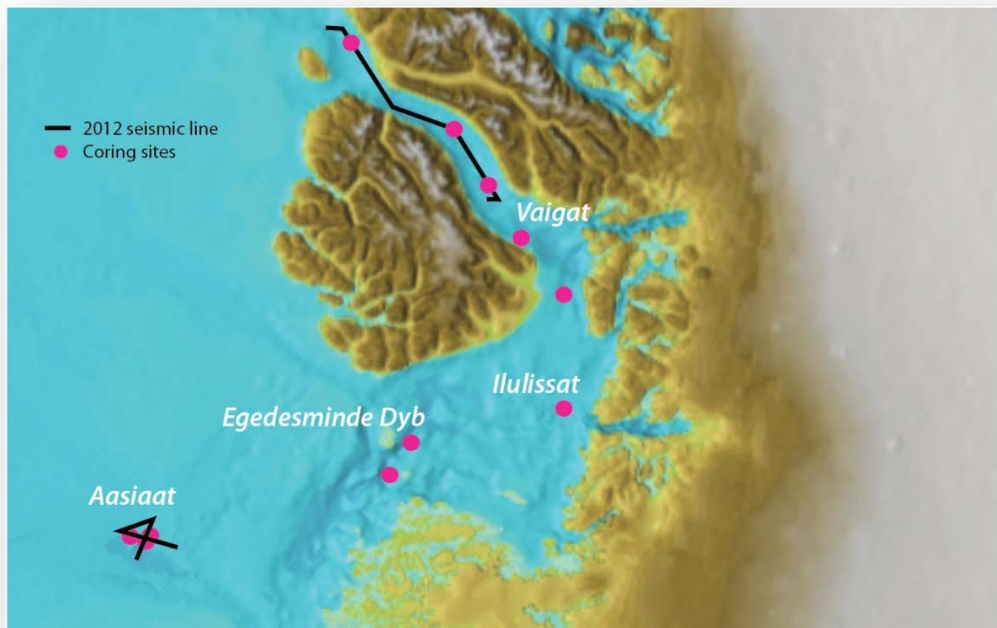 2012 seismic line
Coring sites
Vaigat
Ilulissat
Egedesminde Dyb
Aasiaat